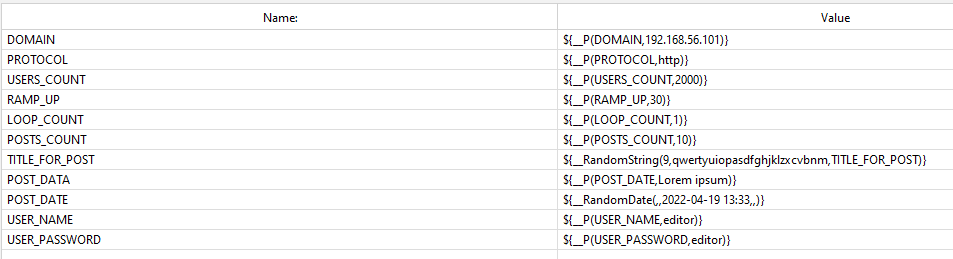 Name: Value
DOMAIN ${__P(DOMAIN,192.168.56.101)}
PROTOCOL ${__P(PROTOCOL,http)}
USERS_COUNT ${__P(USERS_COUNT,2000)}
RAMP_UP ${__P(RAMP_UP,30)}
LOOP_COUNT ${__P(LOOP_COUNT,1)}
POSTS_COUNT ${__P(POSTS_COUNT,10)}
TITLE_FOR_POST ${__RandomString(9,qwertyuiopasdfghjklzxcvbnm,TITLE_FOR_POST)}
POST_DATA ${__P(POST_DATE,Lorem ipsum)}
POST_DATE ${__RandomDate(,,2022-04-19 13:33,,)}
USER_NAME ${__P(USER_NAME,editor)}
USER_PASSWORD ${__P(USER_PASSWORD,editor)}